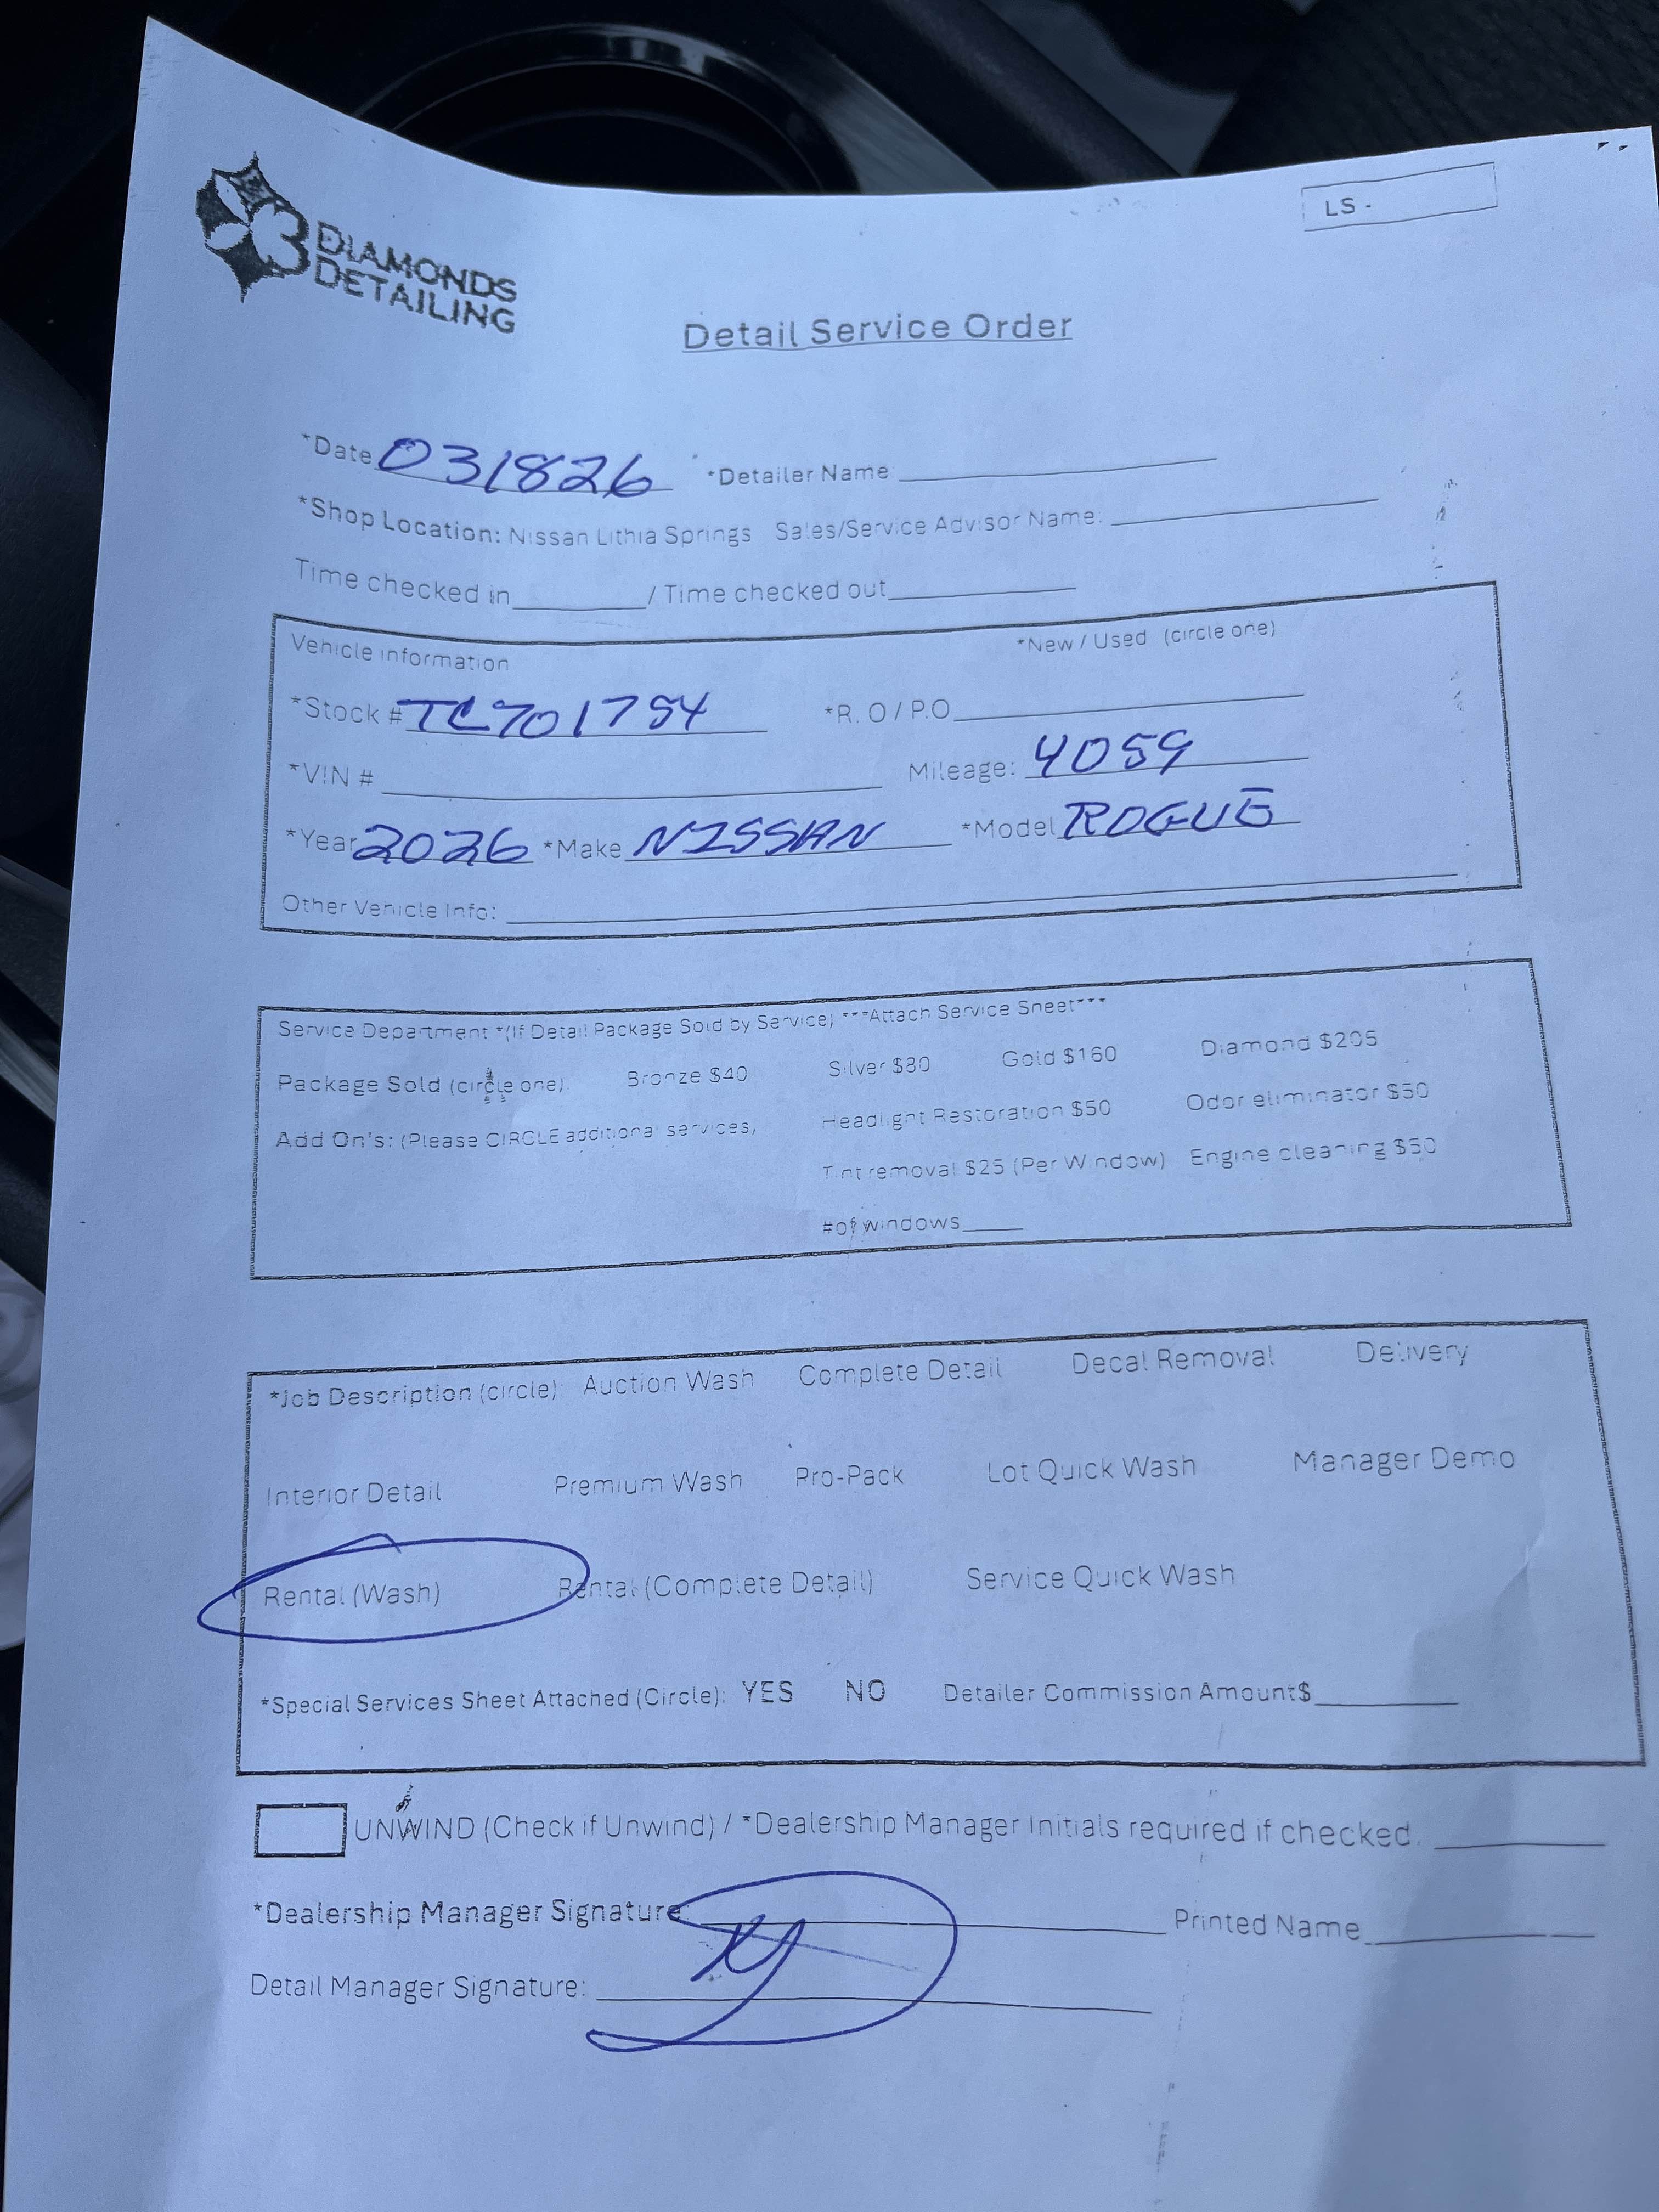 3 DIAMONDS
DETAILING
LS -
Detail Service Order
*Date 031826 *Detailer Name
*Shop Location: Nissan Lithia Springs Sales/Service Advisor Name:
Time checked in / Time checked out
Vehicle information *New / Used (circle one)
*Stock # TC701754 *R. O / P.O
*VIN # Mileage: 4059
*Year 2026 *Make NISSAN *Model ROGUE
Other Vehicle Info:
Service Department *(If Detail Package Sold by Service) ***Attach Service Sheet***
Package Sold (circle one): Bronze $40 Silver $80 Gold $160 Diamond $205
Add On's: (Please CIRCLE additional services) Headlight Restoration $50 Odor eliminator $50
Tint removal $25 (Per Window) Engine cleaning $50
#of windows
*Job Description (circle): Auction Wash Complete Detail Decal Removal Delivery
Interior Detail Premium Wash Pro-Pack Lot Quick Wash Manager Demo
Rental (Wash) Rental (Complete Detail) Service Quick Wash
*Special Services Sheet Attached (Circle): YES NO Detailer Commission Amount$
UNWIND (Check if Unwind) / *Dealership Manager Initials required if checked.
*Dealership Manager Signature Printed Name
Detail Manager Signature: